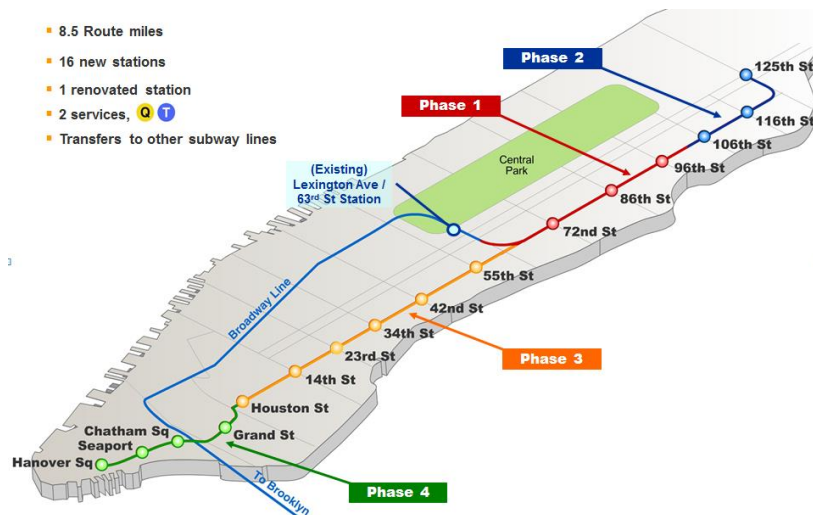 8.5 Route miles
16 new stations
1 renovated station
2 services, Q T
Transfers to other subway lines
Phase 2
125th St
Phase 1
116th St
106th St
(Existing)
Lexington Ave /
63rd St Station
Central
Park
96th St
86th St
72nd St
55th St
Broadway Line
42nd St
34th St
Phase 3
23rd St
14th St
Houston St
Chatham Sq
Grand St
Seaport
Hanover Sq
To Brooklyn
Phase 4